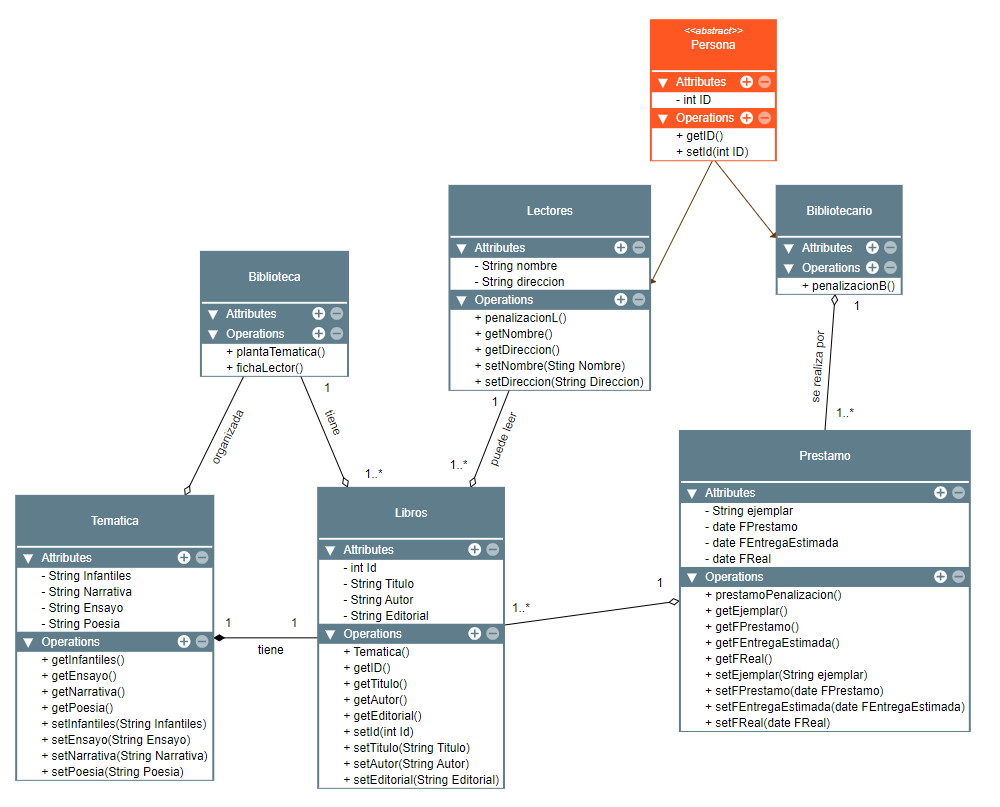 <<abstract>>
Persona
Attributes
- int ID
Operations
+ getID()
+ setId(int ID)
Lectores
Attributes
- String nombre
- String direccion
Operations
+ penalizacionL()
+ getNombre()
+ getDireccion()
+ setNombre(Sting Nombre)
+ setDireccion(String Direccion)
Bibliotecario
Attributes
Operations
+ penalizacionB()
Biblioteca
Attributes
Operations
+ plantaTematica()
+ fichaLector()
1
1
1
organizada
tiene
puede leer
se realiza por
1..*
1..*
1..*
Tematica
Attributes
- String Infantiles
- String Narrativa
- String Ensayo
- String Poesia
Operations
+ getInfantiles()
+ getEnsayo()
+ getNarrativa()
+ getPoesia()
+ setInfantiles(String Infantiles)
+ setEnsayo(String Ensayo)
+ setNarrativa(String Narrativa)
+ setPoesia(String Poesia)
1
1
tiene
Libros
Attributes
- int Id
- String Titulo
- String Autor
- String Editorial
Operations
+ Tematica()
+ getID()
+ getTitulo()
+ getAutor()
+ getEditorial()
+ setId(int Id)
+ setTitulo(String Titulo)
+ setAutor(String Autor)
+ setEditorial(String Editorial)
1..*
1
Prestamo
Attributes
- String ejemplar
- date FPrestamo
- date FEntregaEstimada
- date FReal
Operations
+ prestamoPenalizacion()
+ getEjemplar()
+ getFPrestamo()
+ getFEntregaEstimada()
+ getFReal()
+ setEjemplar(String ejemplar)
+ setFPrestamo(date FPrestamo)
+ setFEntregaEstimada(date FEntregaEstimada)
+ setFReal(date FReal)